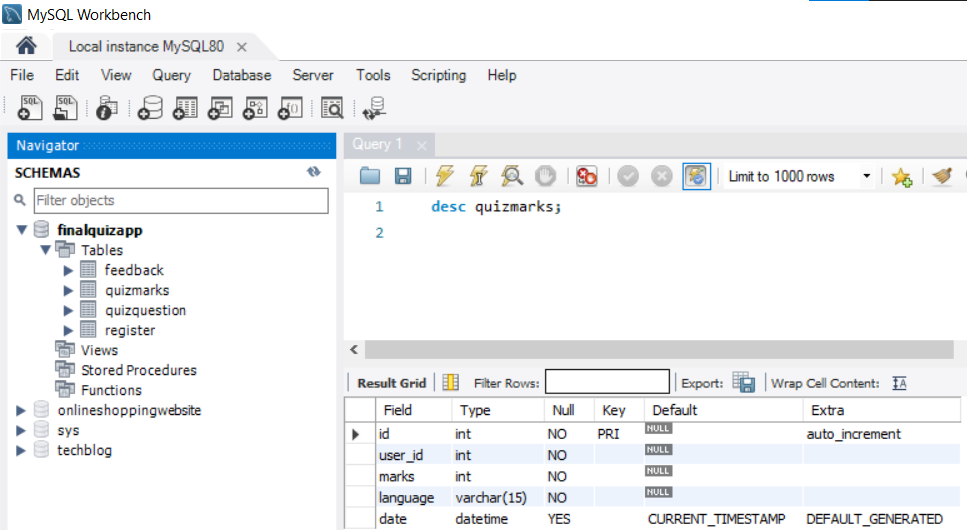 MySQL Workbench
Local instance MySQL80
File Edit View Query Database Server Tools Scripting Help
SQL SQL
Navigator
SCHEMAS
Filter objects
finalquizapp
Tables
feedback
quizmarks
quizquestion
register
Views
Stored Procedures
Functions
onlineshoppingwebsite
sys
techblog
Query 1
Limit to 1000 rows
1 desc quizmarks;
2
Result Grid Filter Rows: Export: Wrap Cell Content:
Field Type Null Key Default Extra
id int NO PRI NULL auto_increment
user_id int NO NULL
marks int NO NULL
language varchar(15) NO NULL
date datetime YES CURRENT_TIMESTAMP DEFAULT_GENERATED